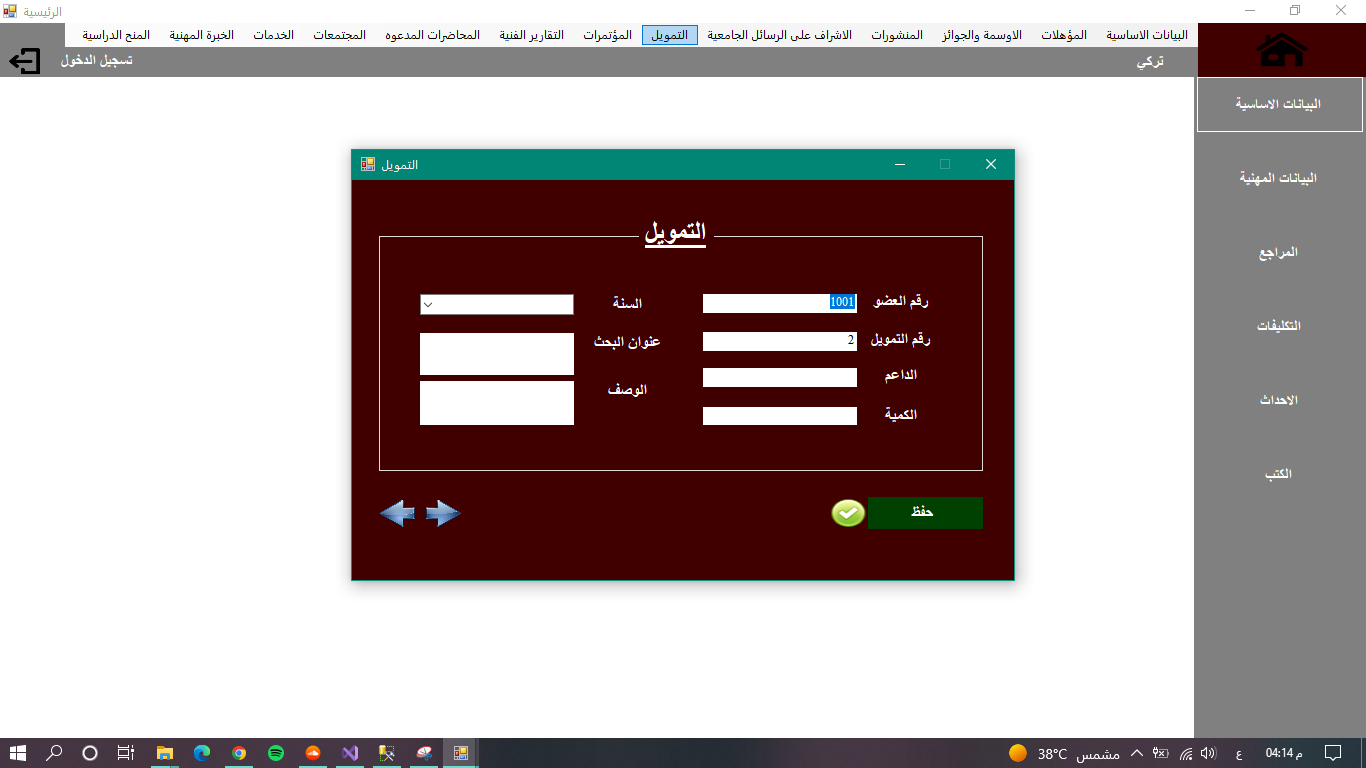 الرئيسية
البيانات الاساسية المؤهلات الاوسمة والجوائز المنشورات الاشراف على الرسائل الجامعية التمويل المؤتمرات التقارير الفنية المحاضرات المدعوه المجتمعات الخدمات الخبرة المهنية المنح الدراسية
تركي
تسجيل الدخول
البيانات الاساسية
البيانات المهنية
المراجع
التكليفات
الاحداث
الكتب
التمويل
التمويل
رقم العضو 1001
السنة
رقم التمويل 2
عنوان البحث
الداعم
الوصف
الكمية
حفظ
38°C مشمس
ع
04:14 م